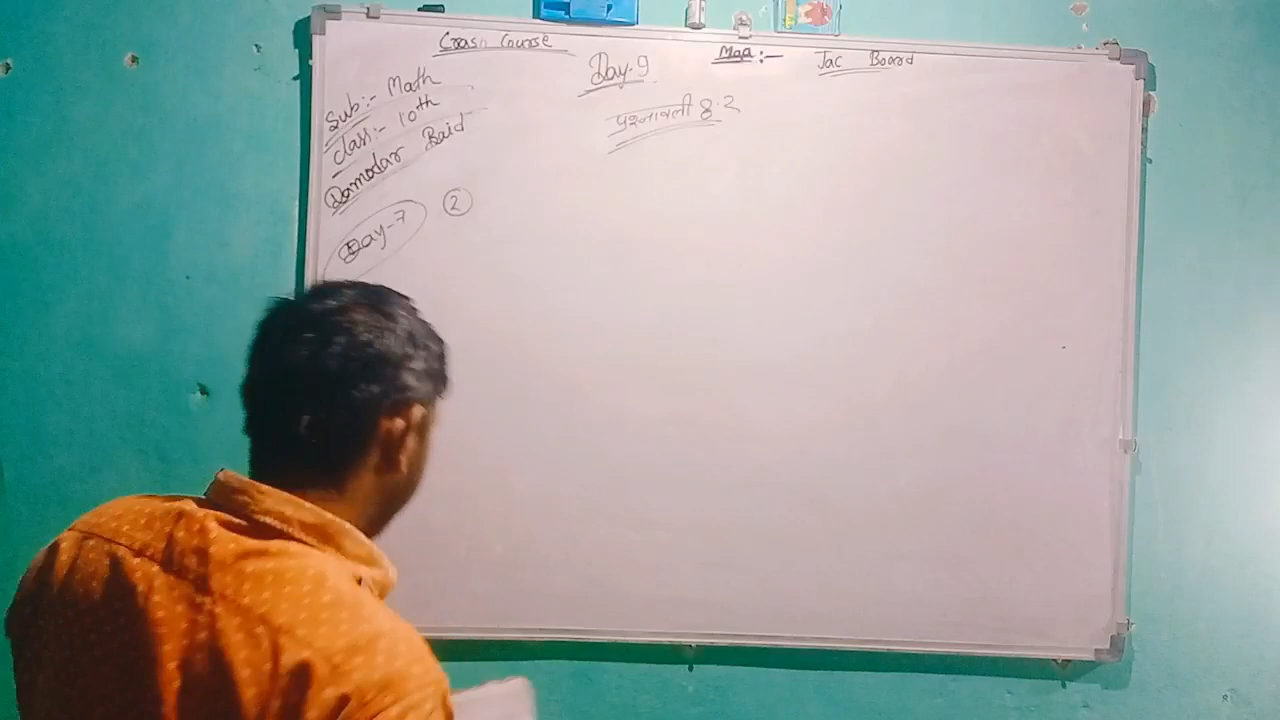 Crash Course
Day-9
Mqa:- Jac Board
Sub:- Math
class:- 10th
Damodar Baid
प्रश्नावली 8.2
Day-7
2